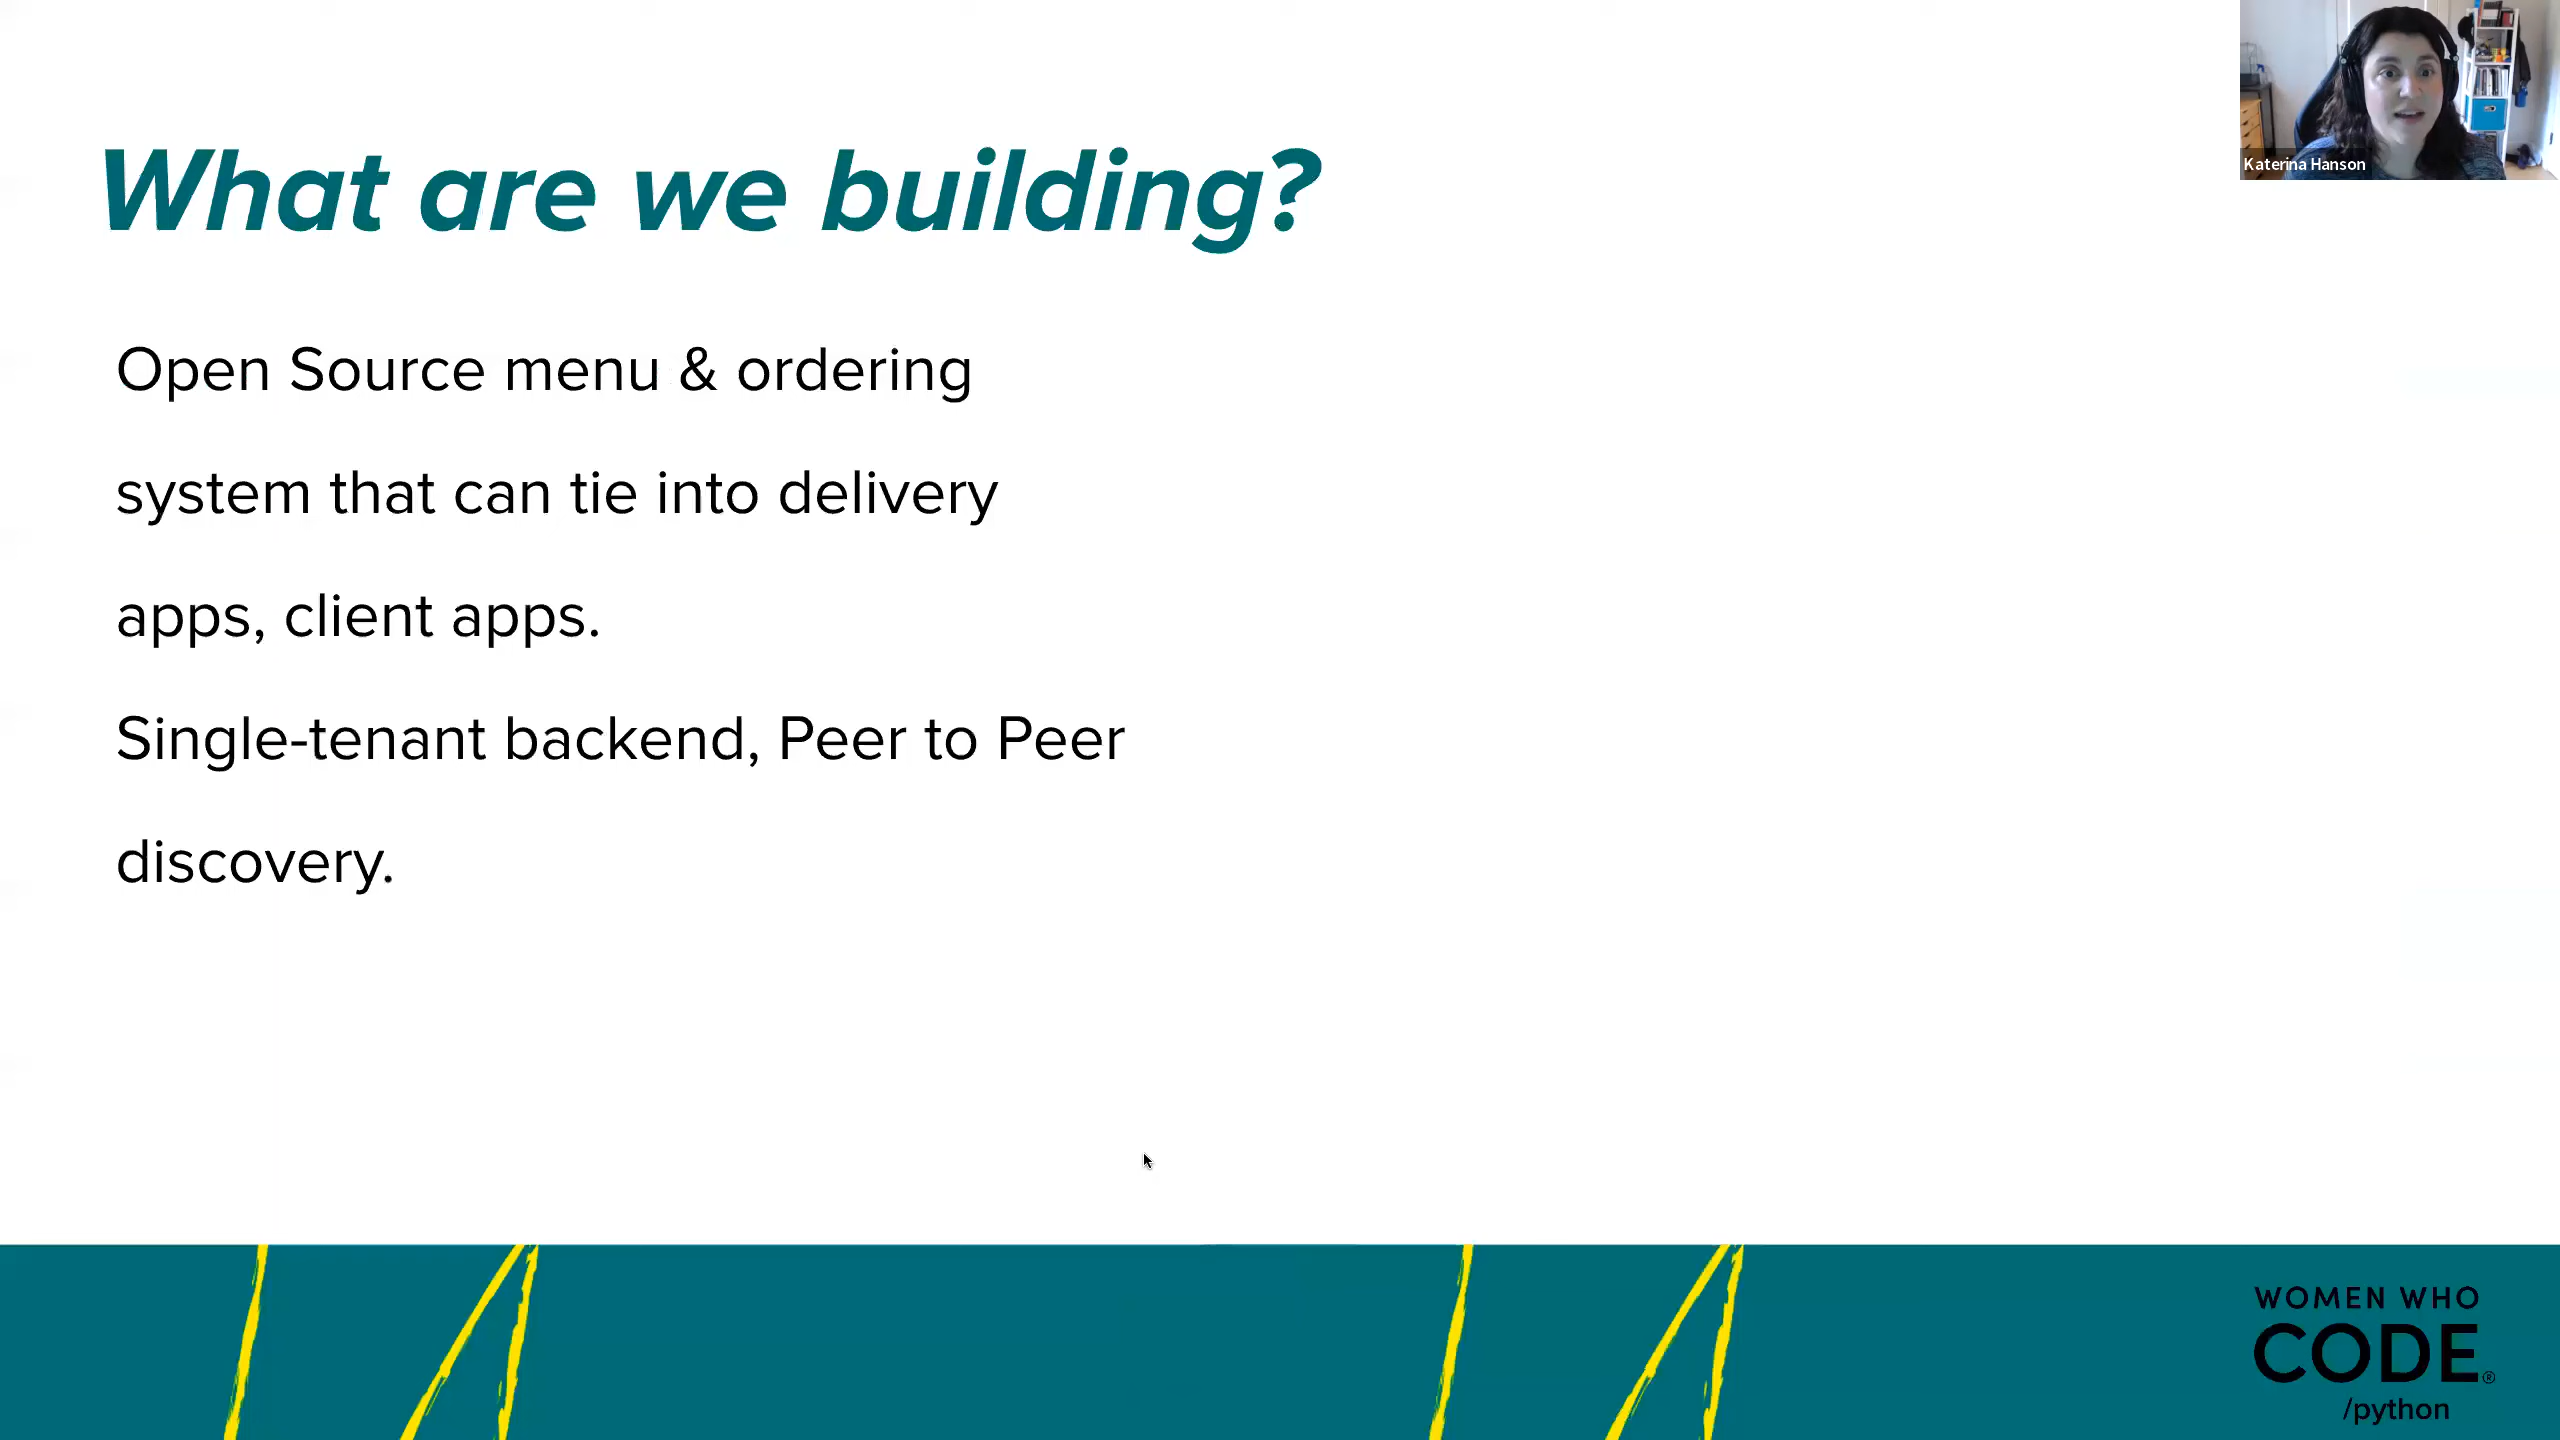 What are we building?
Open Source menu & ordering
system that can tie into delivery
apps, client apps.
Single-tenant backend, Peer to Peer
discovery.
Katerina Hanson
WOMEN WHO
CODE®
/python